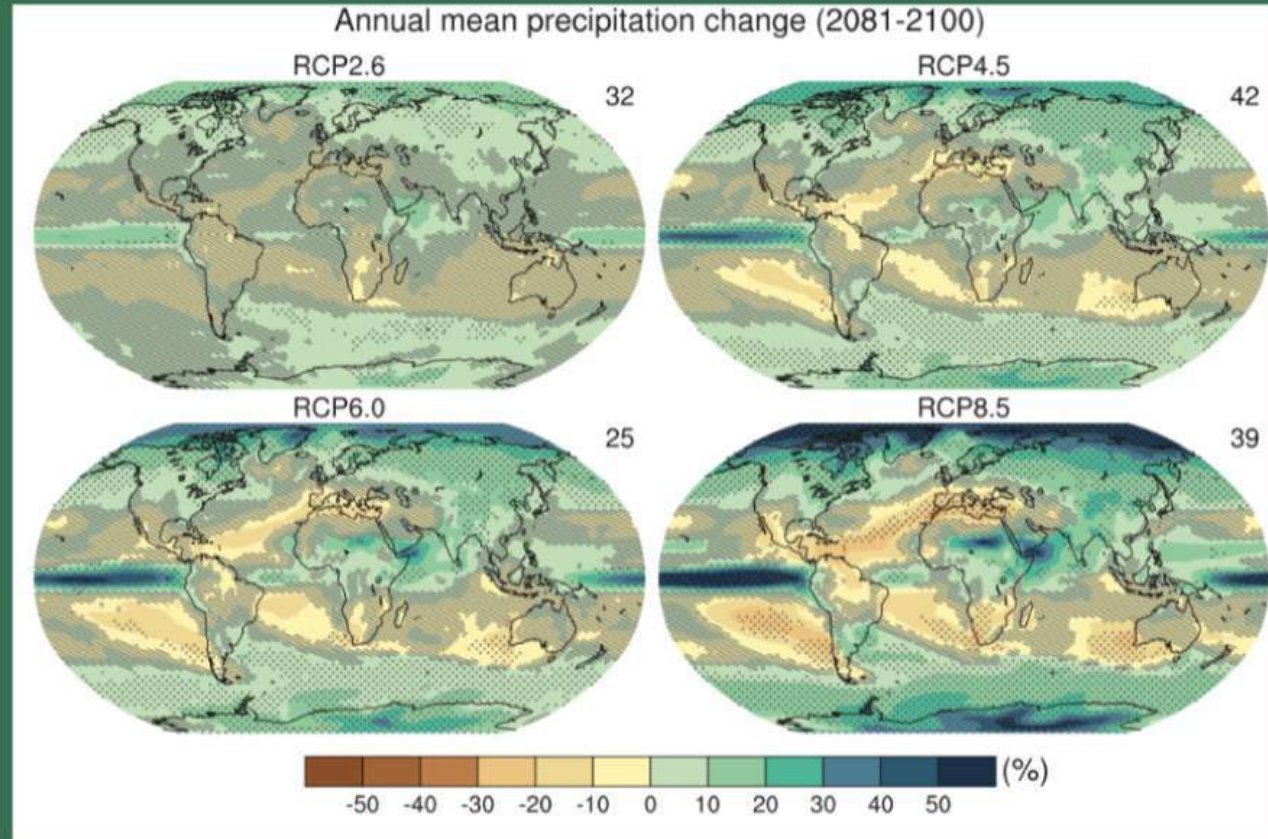 Annual mean precipitation change (2081-2100)
RCP2.6
32
RCP4.5
42
RCP6.0
25
RCP8.5
39
(%)
-50 -40 -30 -20 -10 0 10 20 30 40 50